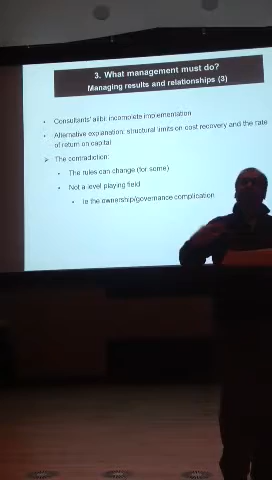 3. What management must do?
Managing results and relationships (3)
Consultants' alibi: incomplete implementation
Alternative explanation: structural limits on cost recovery and the rate
of return on capital
The contradiction:
The rules can change (for some)
Not a level playing field
Is the ownership/governance complication